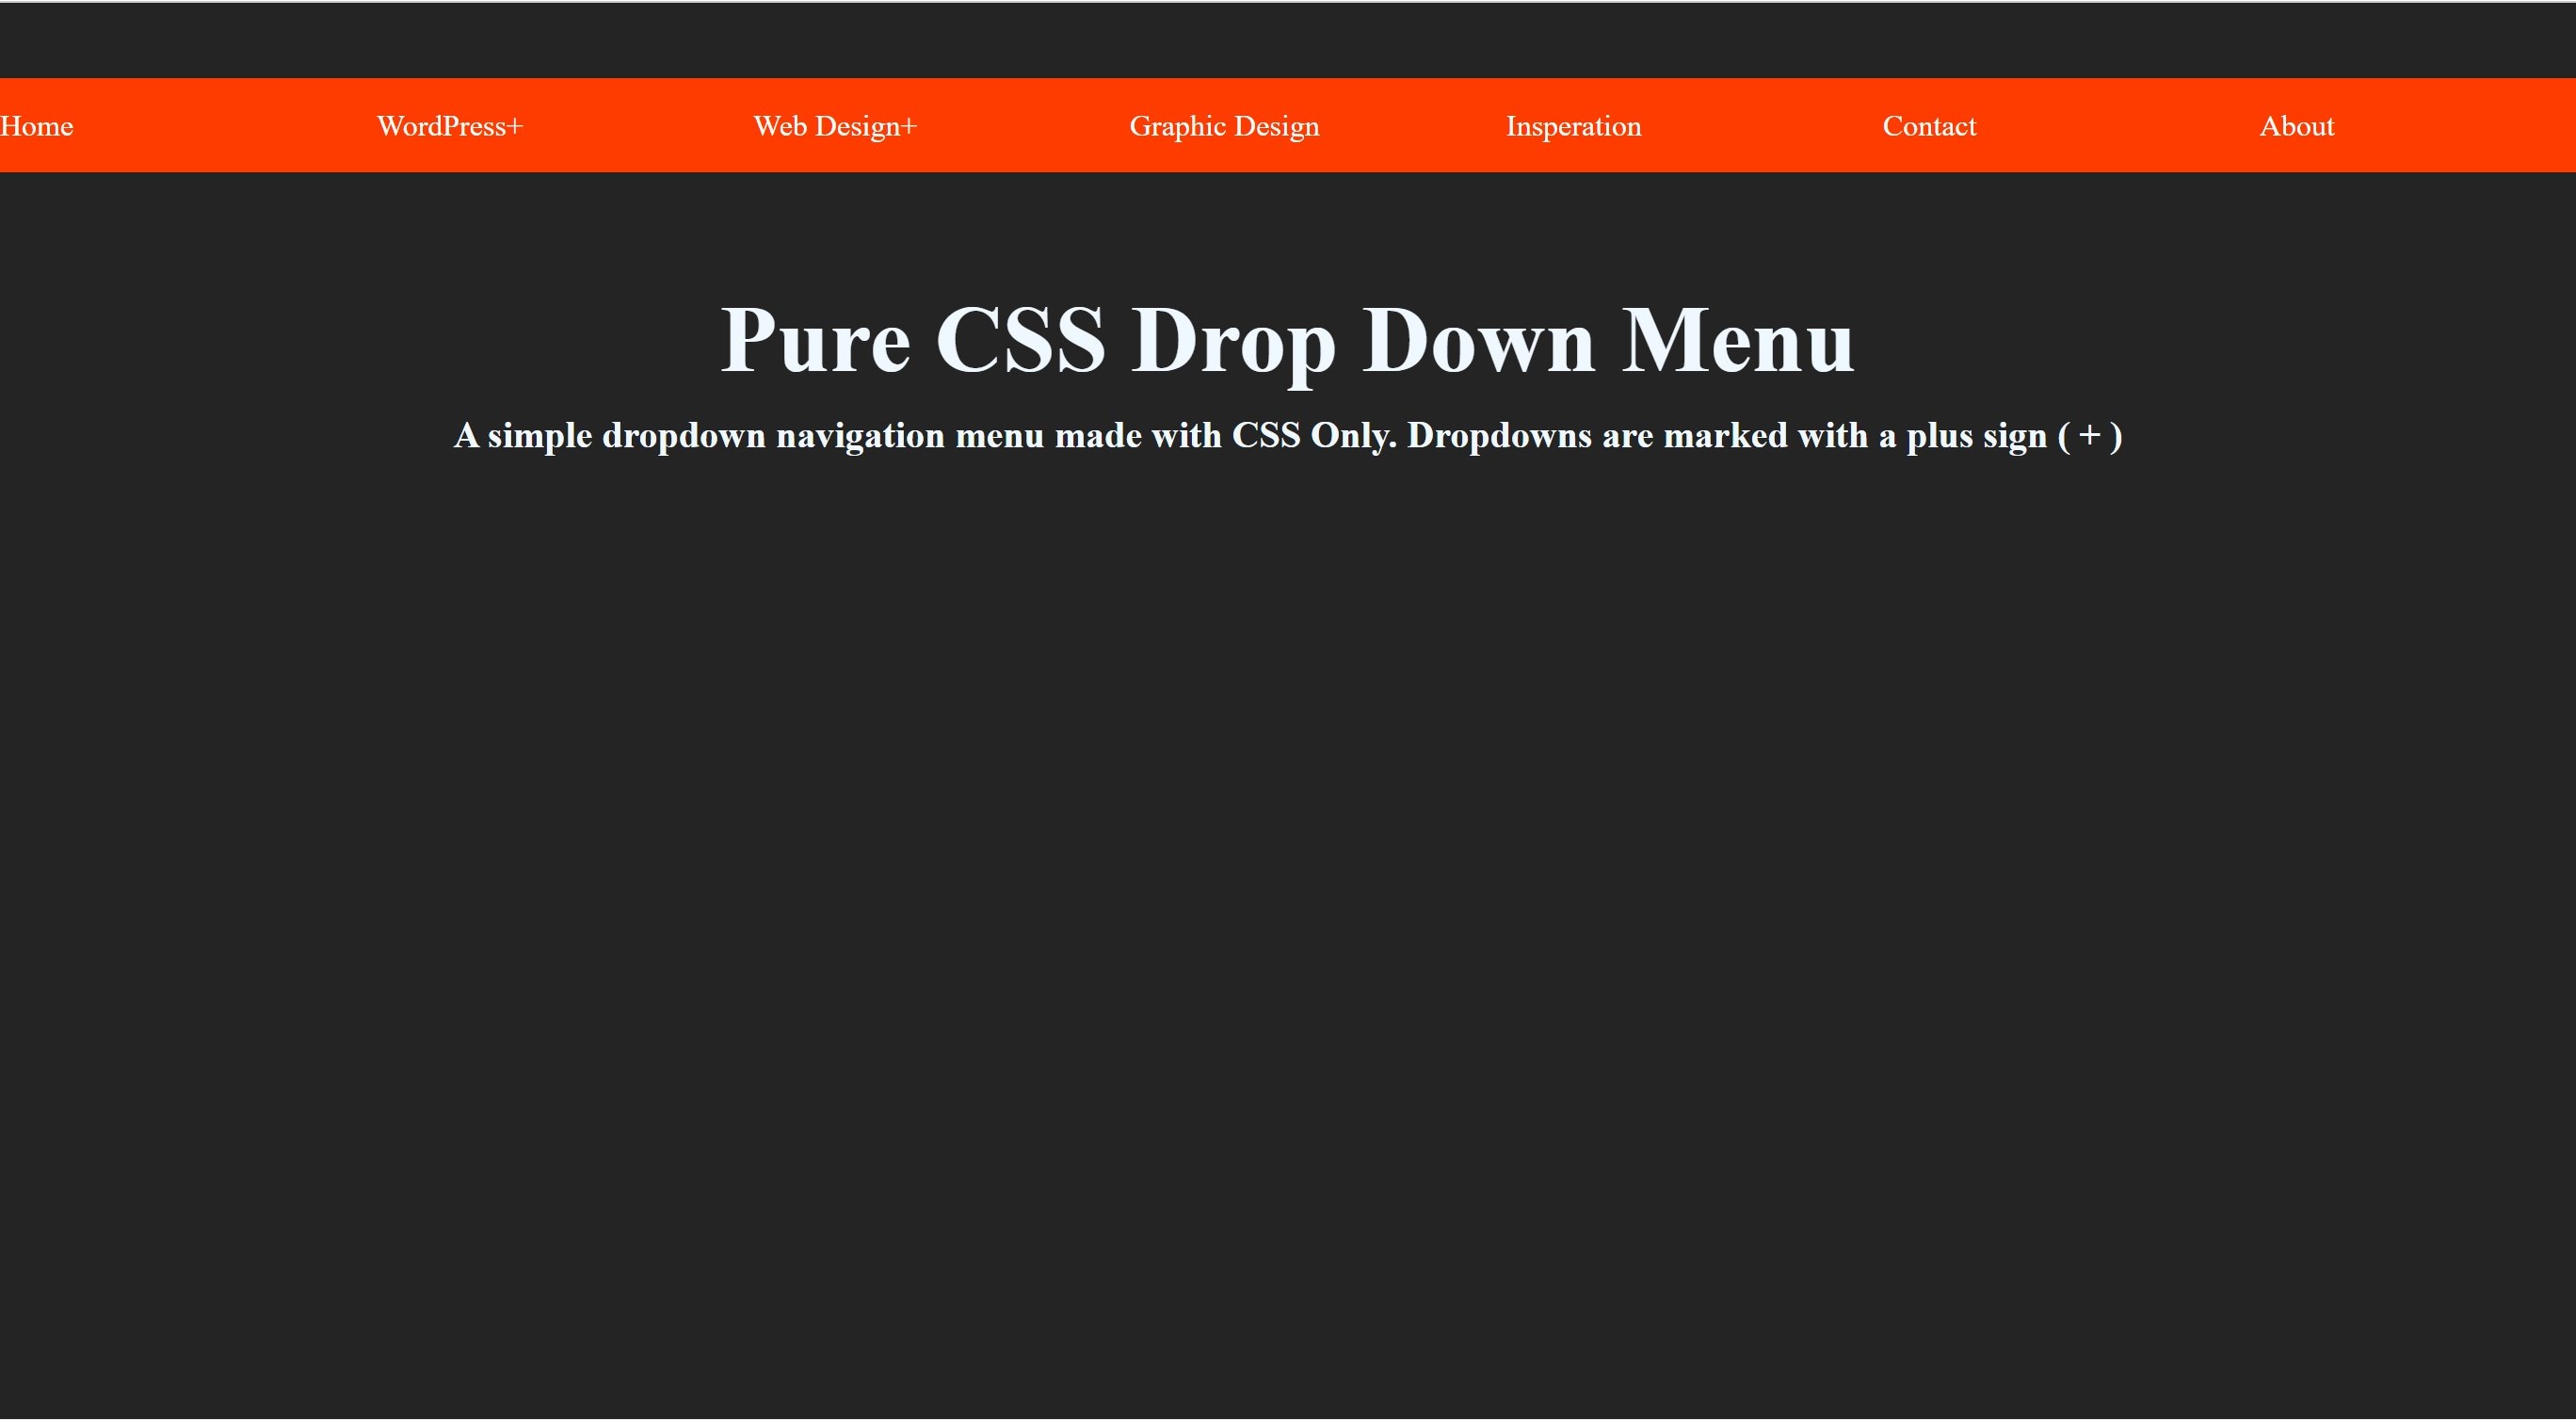 Home WordPress+ Web Design+ Graphic Design Insperation Contact About
Pure CSS Drop Down Menu
A simple dropdown navigation menu made with CSS Only. Dropdowns are marked with a plus sign ( + )